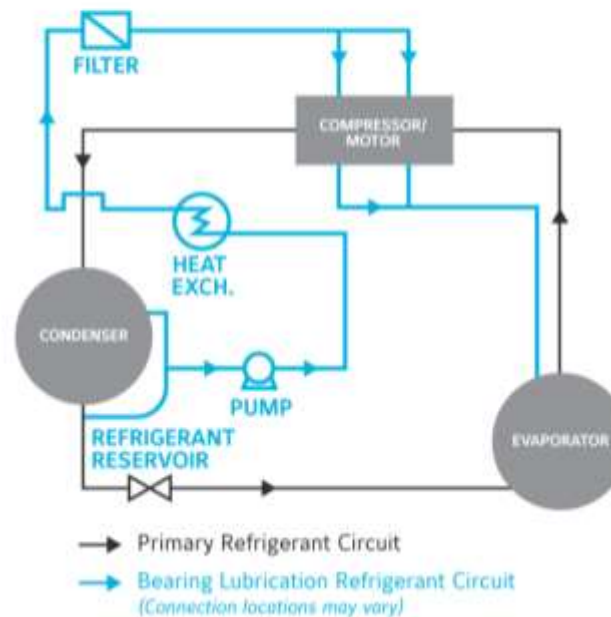 FILTER
COMPRESSOR/
MOTOR
HEAT
EXCH.
CONDENSER
PUMP
REFRIGERANT
RESERVOIR
EVAPORATOR
Primary Refrigerant Circuit
Bearing Lubrication Refrigerant Circuit
(Connection locations may vary)